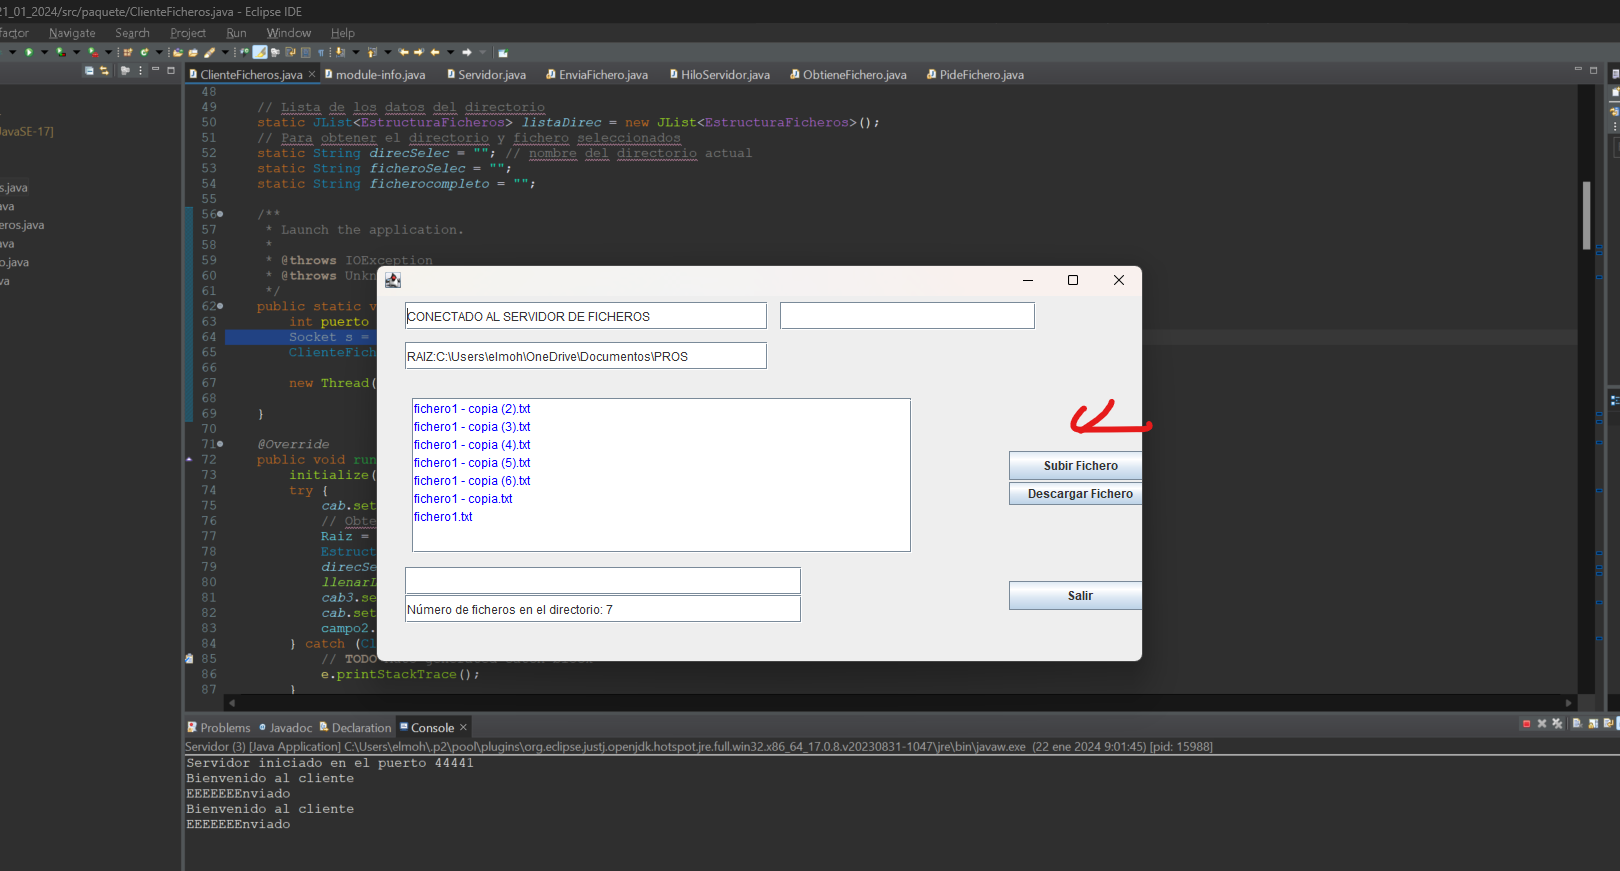 21_01_2024/src/paquete/ClienteFicheros.java - Eclipse IDE
factor Navigate Search Project Run Window Help
ClienteFicheros.java module-info.java Servidor.java EnviaFichero.java HiloServidor.java ObtieneFichero.java PideFichero.java
JavaSE-17]
s.java
ava
eros.java
ava
o.java
va
48
49 // Lista de los datos del directorio
50 static JList<EstructuraFicheros> listaDirec = new JList<EstructuraFicheros>();
51 // Para obtener el directorio y fichero seleccionados
52 static String direcSelec = ""; // nombre del directorio actual
53 static String ficheroSelec = "";
54 static String ficherocompleto = "";
55
56 /**
57 * Launch the application.
58 *
59 * @throws IOException
60 * @throws Unkn
61 */
62 public static v
63 int puerto
64 Socket s =
65 ClienteFich
66
67 new Thread(
68
69 }
70
71 @Override
72 public void run
73 initialize(
74 try {
75 cab.set
76 // Obte
77 Raiz =
78 Estruct
79 direcSe
80 llenarD
81 cab3.se
82 cab.set
83 campo2.
84 } catch (Cl
85 // TODO
86 e.printStackTrace();
87 }
CONECTADO AL SERVIDOR DE FICHEROS
RAIZ:C:\Users\elmoh\OneDrive\Documentos\PROS
fichero1 - copia (2).txt
fichero1 - copia (3).txt
fichero1 - copia (4).txt
fichero1 - copia (5).txt
fichero1 - copia (6).txt
fichero1 - copia.txt
fichero1.txt
Subir Fichero
Descargar Fichero
Salir
Número de ficheros en el directorio: 7
Problems Javadoc Declaration Console
Servidor (3) [Java Application] C:\Users\elmoh\.p2\pool\plugins\org.eclipse.justj.openjdk.hotspot.jre.full.win32.x86_64_17.0.8.v20230831-1047\jre\bin\javaw.exe (22 ene 2024 9:01:45) [pid: 15988]
Servidor iniciado en el puerto 44441
Bienvenido al cliente
EEEEEEEnviado
Bienvenido al cliente
EEEEEEEnviado